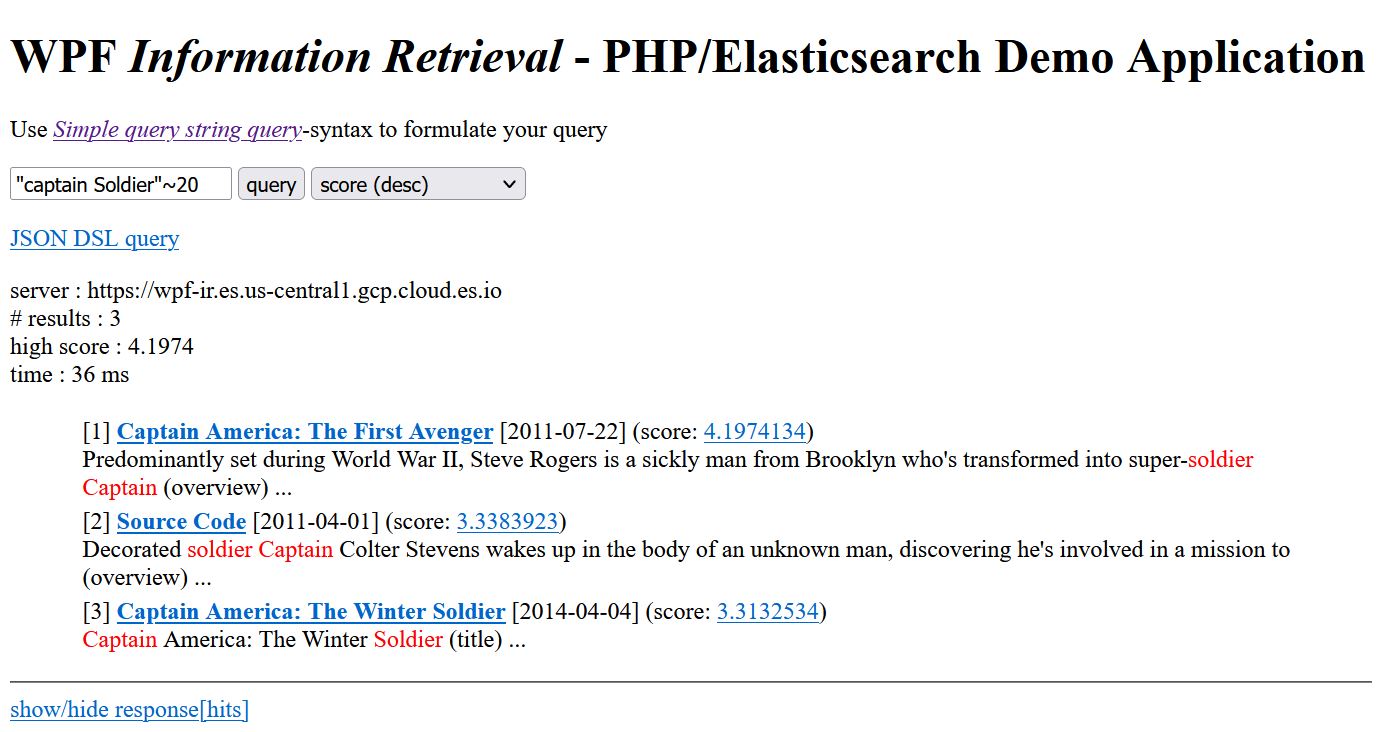 WPF Information Retrieval - PHP/Elasticsearch Demo Application
Use Simple query string query-syntax to formulate your query
"captain Soldier"~20 query score (desc)
JSON DSL query
server : https://wpf-ir.es.us-central1.gcp.cloud.es.io
# results : 3
high score : 4.1974
time : 36 ms
[1] Captain America: The First Avenger [2011-07-22] (score: 4.1974134)
Predominantly set during World War II, Steve Rogers is a sickly man from Brooklyn who's transformed into super-soldier
Captain (overview) ...
[2] Source Code [2011-04-01] (score: 3.3383923)
Decorated soldier Captain Colter Stevens wakes up in the body of an unknown man, discovering he's involved in a mission to
(overview) ...
[3] Captain America: The Winter Soldier [2014-04-04] (score: 3.3132534)
Captain America: The Winter Soldier (title) ...
show/hide response[hits]